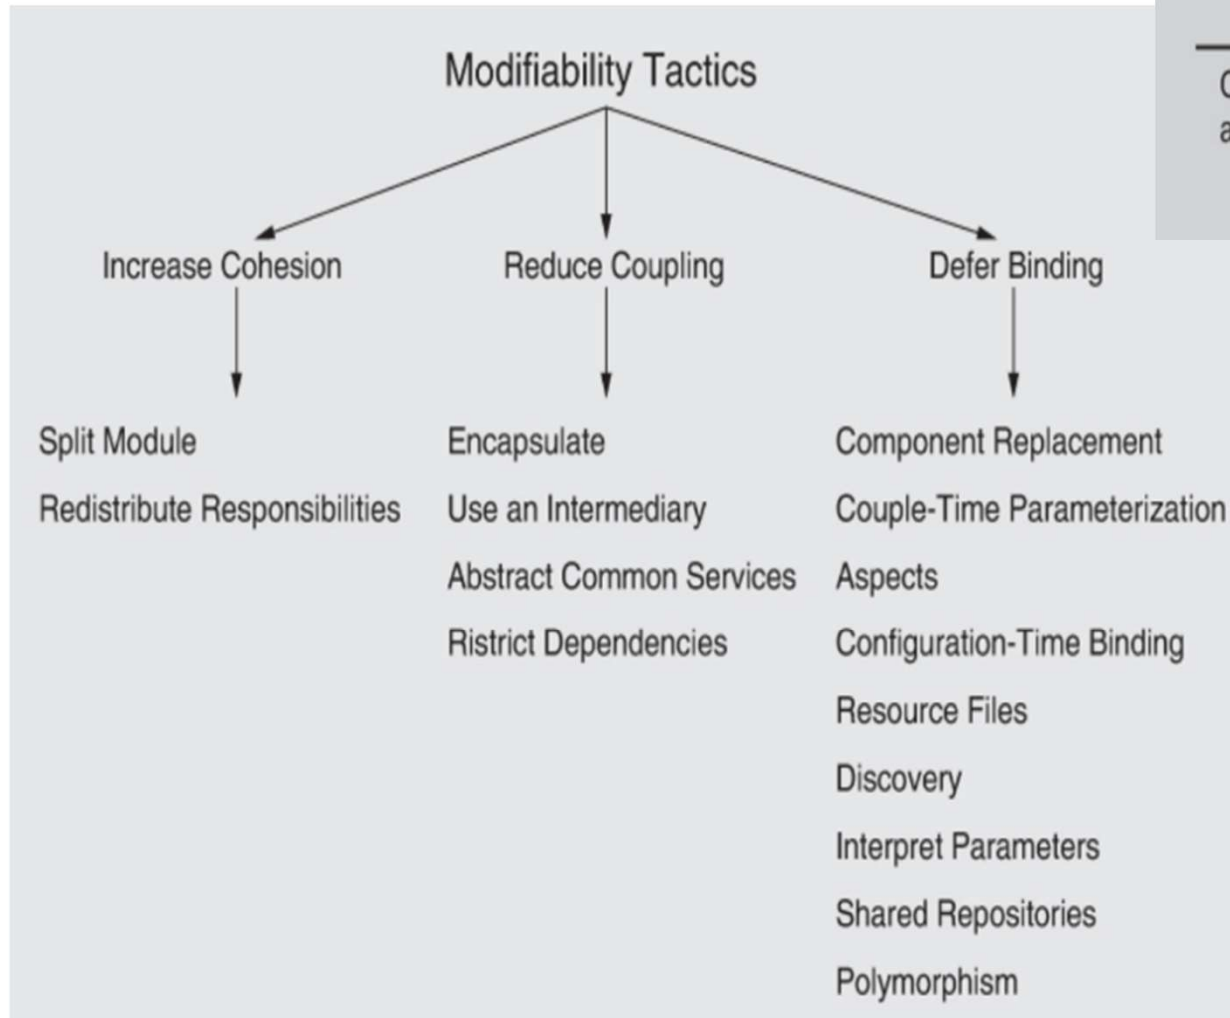 Modifiability Tactics
Increase Cohesion
Reduce Coupling
Defer Binding
Split Module
Redistribute Responsibilities
Encapsulate
Use an Intermediary
Abstract Common Services
Ristrict Dependencies
Component Replacement
Couple-Time Parameterization
Aspects
Configuration-Time Binding
Resource Files
Discovery
Interpret Parameters
Shared Repositories
Polymorphism